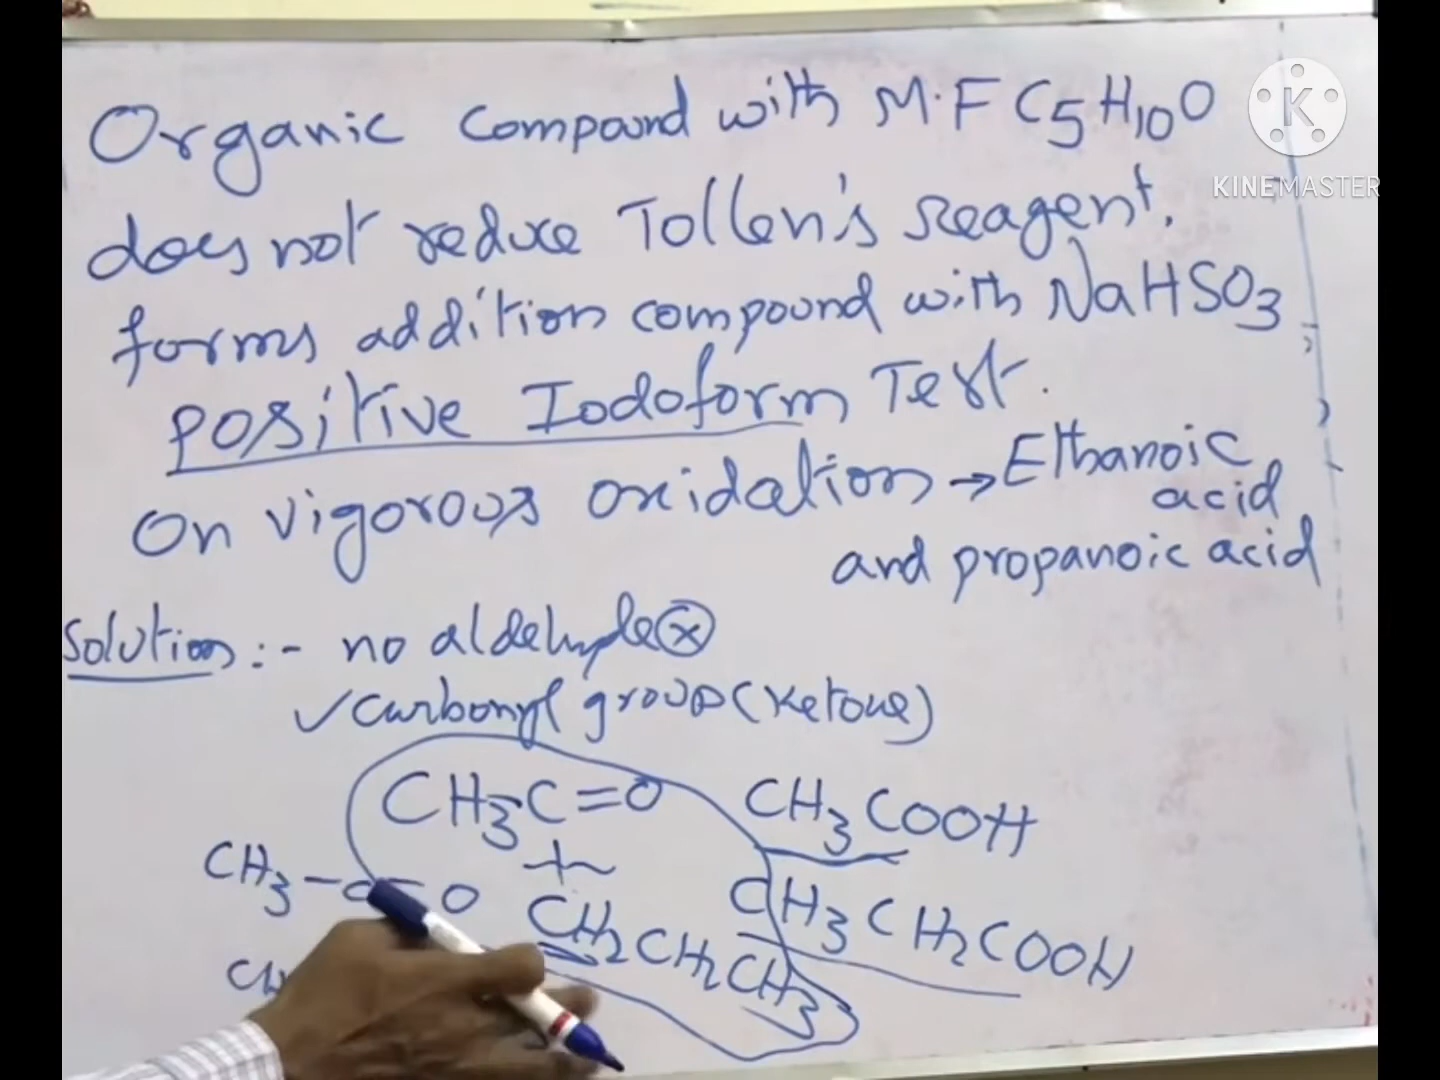 Organic compound with M.F C5H10O
does not reduce Tollen's reagent,
forms addition compound with NaHSO3
positive Iodoform Test.
On vigorous oxidation → Ethanoic
acid
and propanoic acid
Solution :- no aldehyde ⓧ
✓ carbonyl group (ketone)
CH3C=O CH3COOH
CH3-C=O
CH2CH2CH3 CH3CH2COOH
K
KINEMASTER